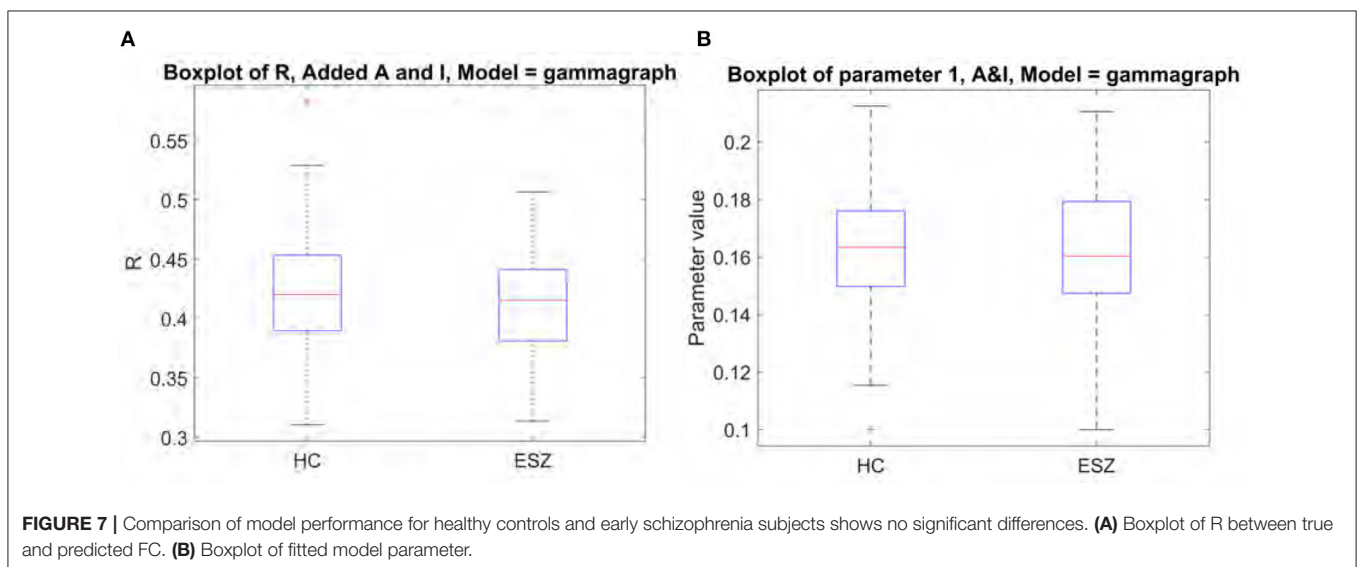 A
Boxplot of R, Added A and I, Model = gammagraph
R
0.55
0.5
0.45
0.4
0.35
0.3
HC
ESZ
B
Boxplot of parameter 1, A&I, Model = gammagraph
Parameter value
0.2
0.18
0.16
0.14
0.12
0.1
HC
ESZ
FIGURE 7 | Comparison of model performance for healthy controls and early schizophrenia subjects shows no significant differences. (A) Boxplot of R between true
and predicted FC. (B) Boxplot of fitted model parameter.